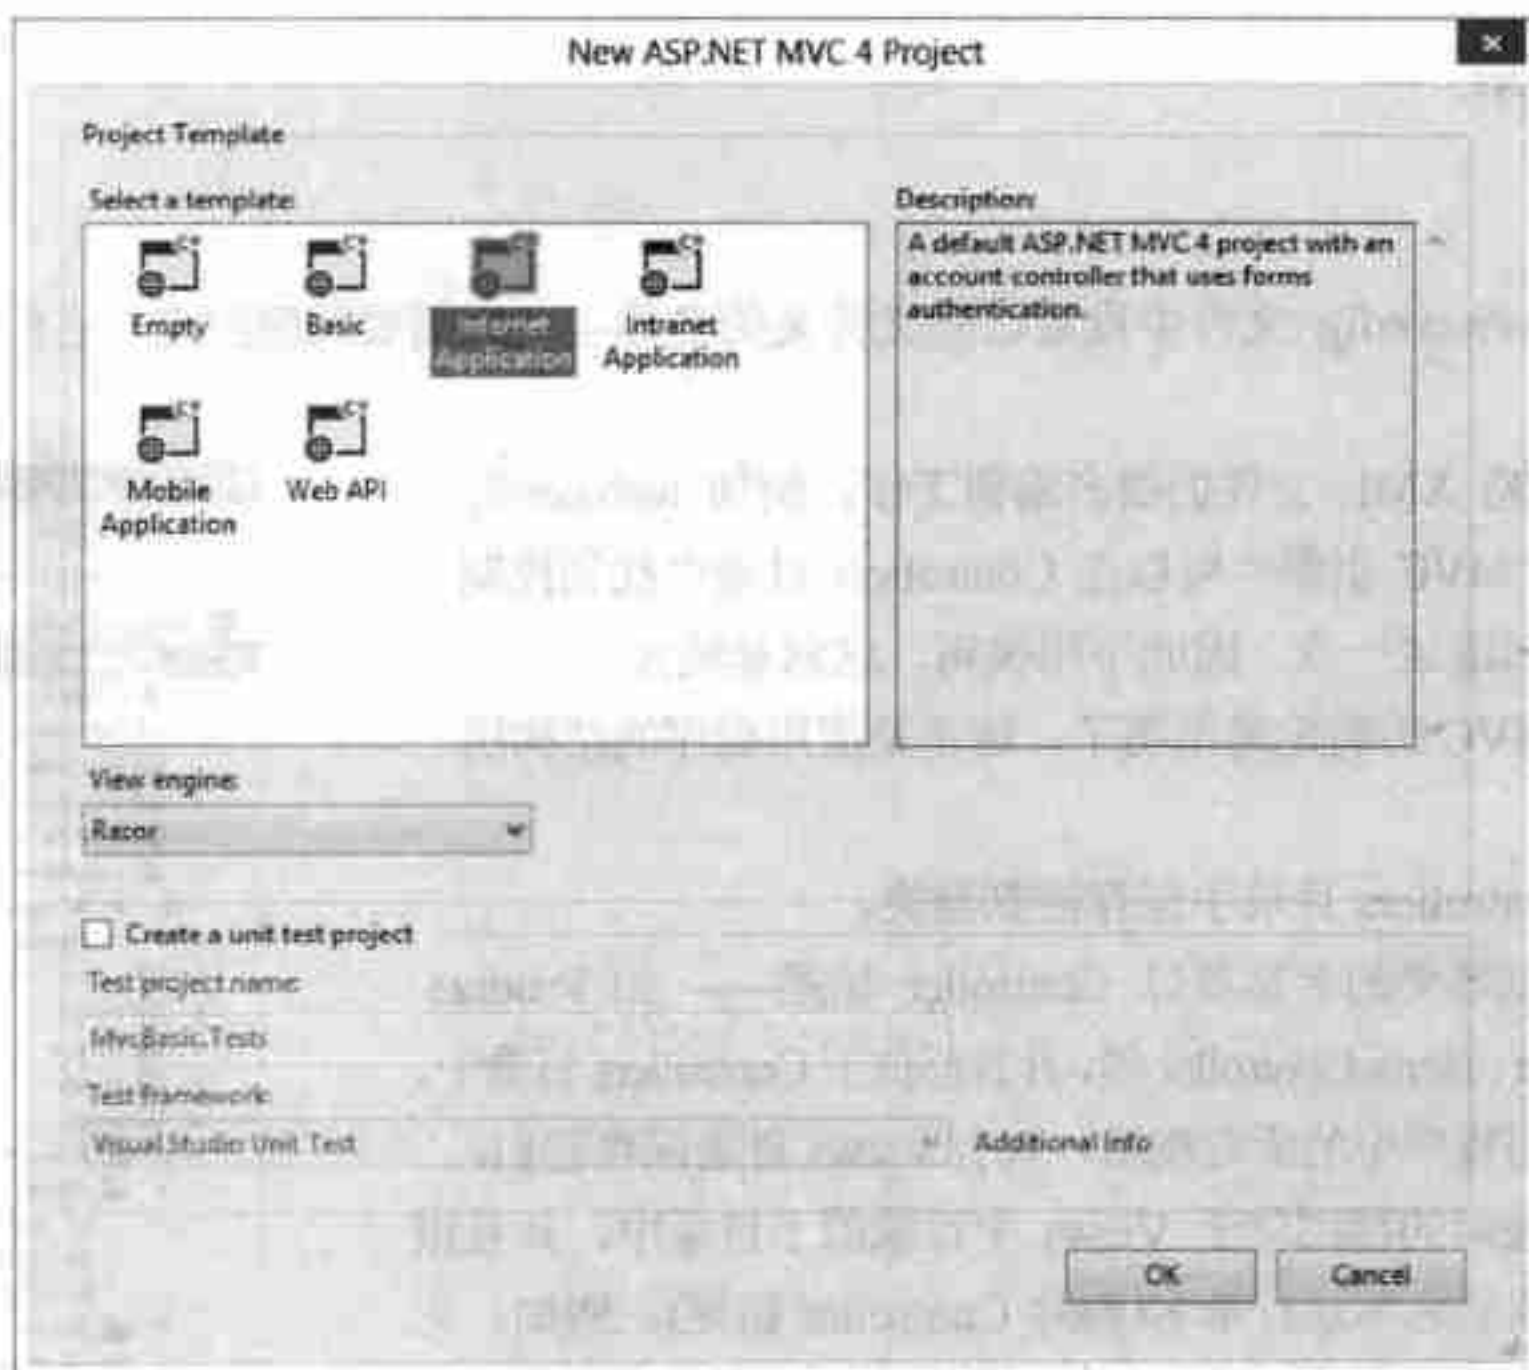 New ASP.NET MVC 4 Project
Project Template
Select a template:
Description:
Empty
Basic
Internet
Application
Intranet
Application
Mobile
Application
Web API
A default ASP.NET MVC 4 project with an
account controller that uses forms
authentication.
View engine:
Razor
Create a unit test project
Test project name:
MvcBasic.Tests
Test framework:
Visual Studio Unit Test
Additional Info
OK
Cancel